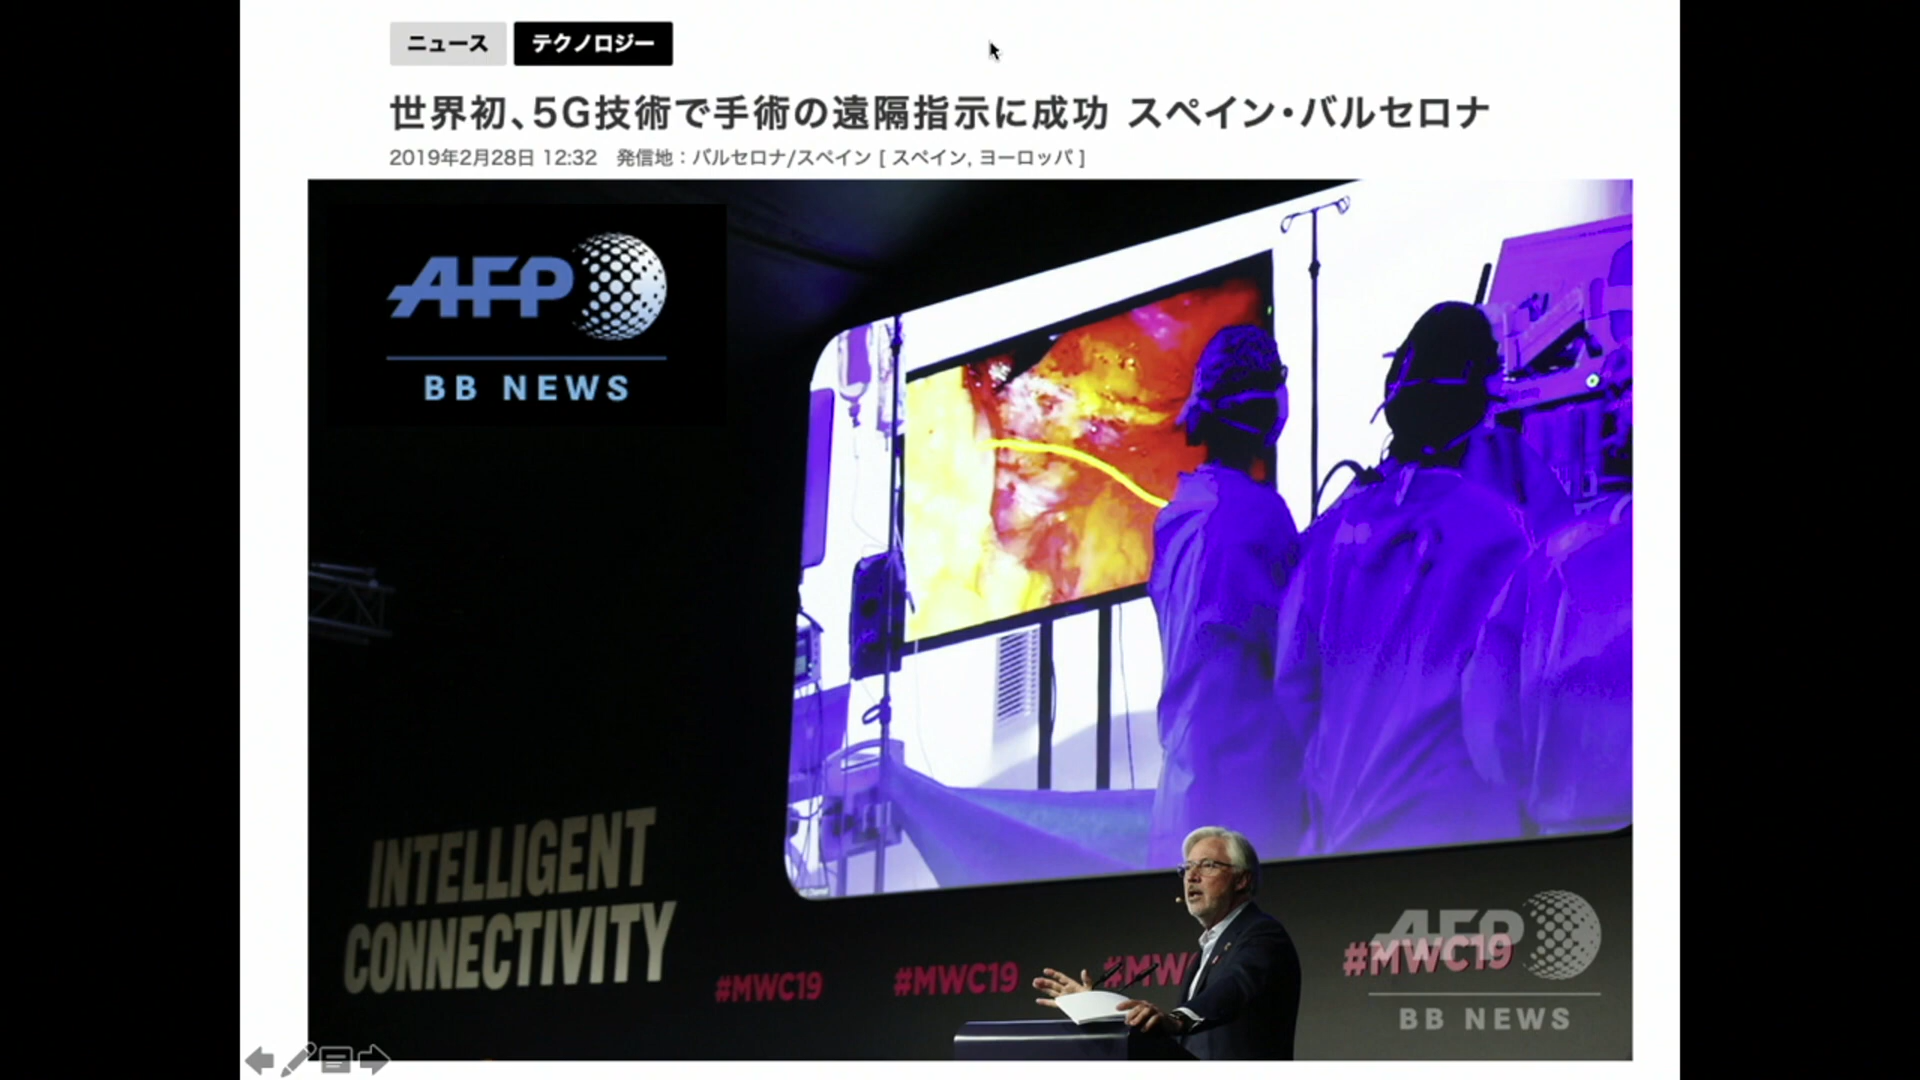 ニュース テクノロジー
世界初、5G技術で手術の遠隔指示に成功 スペイン・バルセロナ
2019年2月28日 12:32 発信地：バルセロナ/スペイン [ スペイン, ヨーロッパ ]
AFP
BB NEWS
INTELLIGENT
CONNECTIVITY
#MWC19 #MWC19 #MW #MWC19
AFP
BB NEWS